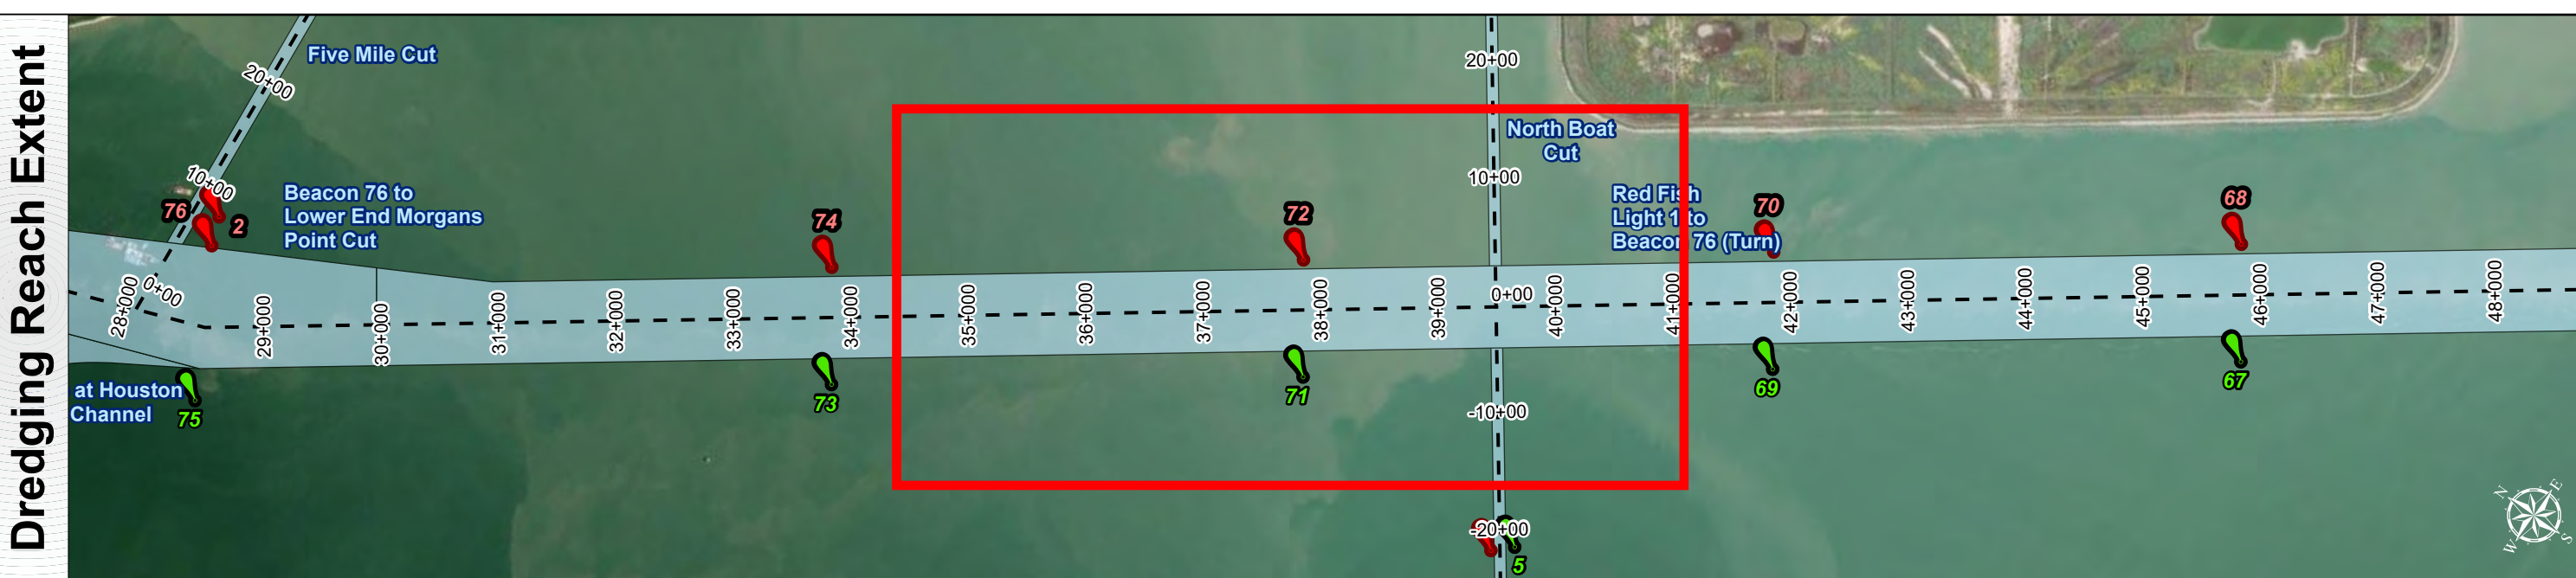 Dredging Reach Extent
Five Mile Cut
20+00
10+00
0+00
76
2
Beacon 76 to
Lower End Morgans
Point Cut
at Houston
Channel
75
74
73
72
71
20+00
10+00
0+00
-10+00
-20+00
5
North Boat
Cut
Red Fish
Light 1 to
Beacon 76 (Turn)
70
69
68
67
28+000
29+000
30+000
31+000
32+000
33+000
34+000
35+000
36+000
37+000
38+000
39+000
40+000
41+000
42+000
43+000
44+000
45+000
46+000
47+000
48+000
N
E
W
S